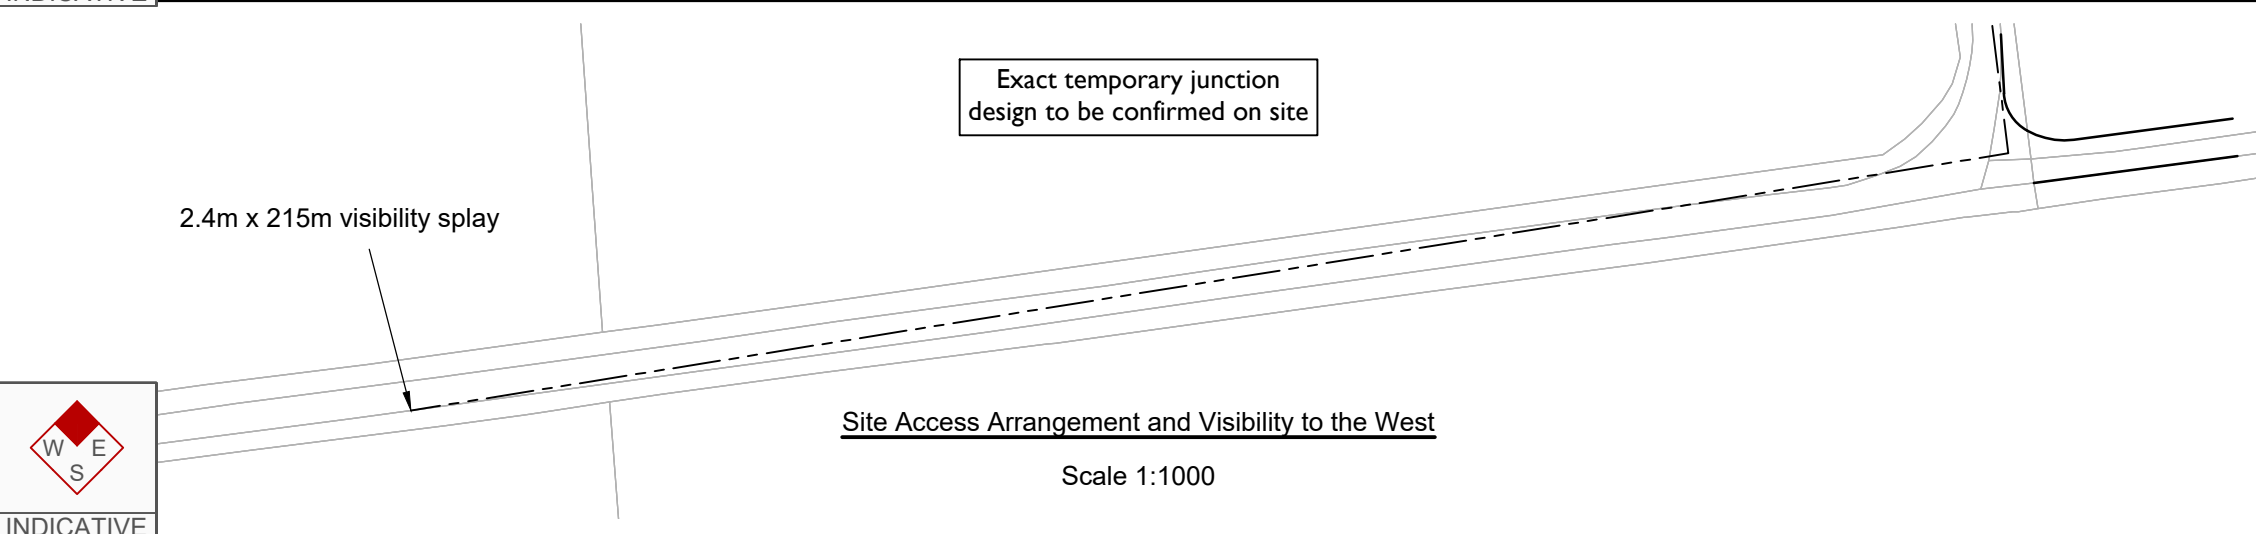 INDICATIVE
Exact temporary junction
design to be confirmed on site
2.4m x 215m visibility splay
Site Access Arrangement and Visibility to the West
Scale 1:1000
W E
S
INDICATIVE